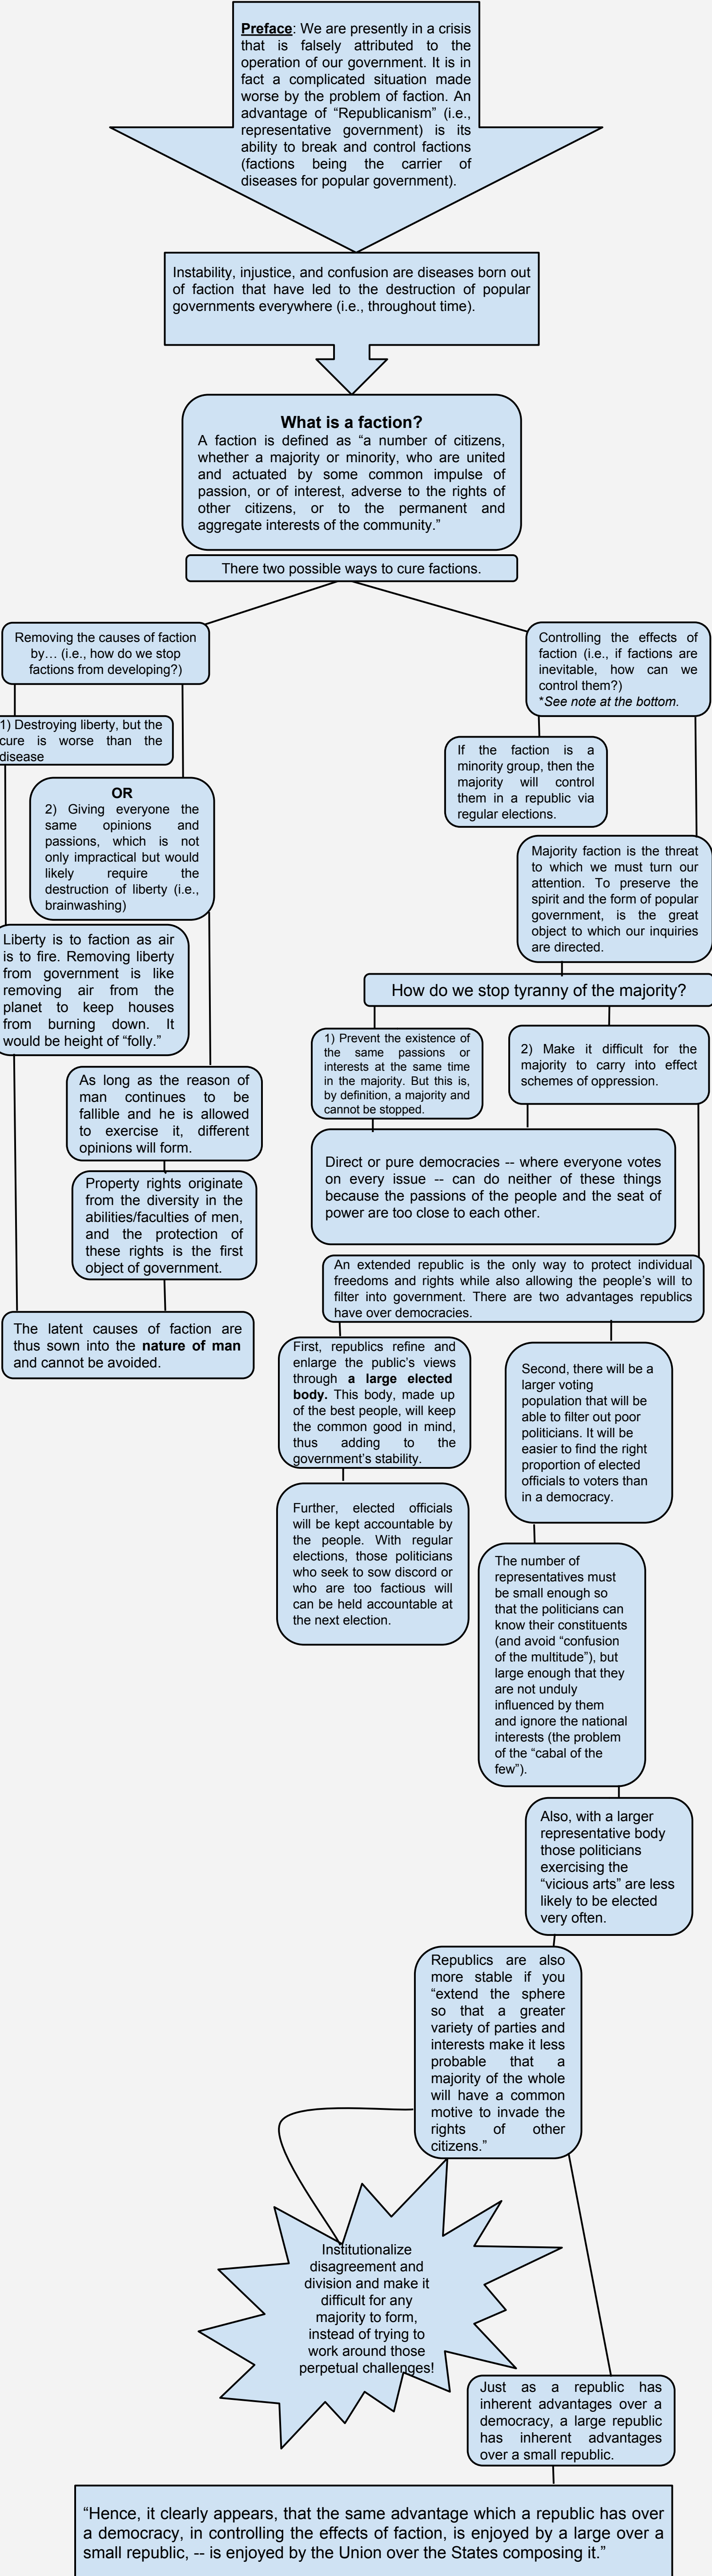 Preface: We are presently in a crisis
that is falsely attributed to the
operation of our government. It is in
fact a complicated situation made
worse by the problem of faction. An
advantage of “Republicanism” (i.e.,
representative government) is its
ability to break and control factions
(factions being the carrier of
diseases for popular government).
Instability, injustice, and confusion are diseases born out
of faction that have led to the destruction of popular
governments everywhere (i.e., throughout time).
What is a faction?
A faction is defined as “a number of citizens,
whether a majority or minority, who are united
and actuated by some common impulse of
passion, or of interest, adverse to the rights of
other citizens, or to the permanent and
aggregate interests of the community.”
There two possible ways to cure factions.
Removing the causes of faction
by… (i.e., how do we stop
factions from developing?)
1) Destroying liberty, but the
cure is worse than the
disease
OR
2) Giving everyone the
same opinions and
passions, which is not
only impractical but would
likely require the
destruction of liberty (i.e.,
brainwashing)
Liberty is to faction as air
is to fire. Removing liberty
from government is like
removing air from the
planet to keep houses
from burning down. It
would be height of “folly.”
As long as the reason of
man continues to be
fallible and he is allowed
to exercise it, different
opinions will form.
Property rights originate
from the diversity in the
abilities/faculties of men,
and the protection of
these rights is the first
object of government.
The latent causes of faction are
thus sown into the nature of man
and cannot be avoided.
Controlling the effects of
faction (i.e., if factions are
inevitable, how can we
control them?)
*See note at the bottom.
If the faction is a
minority group, then the
majority will control
them in a republic via
regular elections.
Majority faction is the threat
to which we must turn our
attention. To preserve the
spirit and the form of popular
government, is the great
object to which our inquiries
are directed.
How do we stop tyranny of the majority?
1) Prevent the existence of
the same passions or
interests at the same time
in the majority. But this is,
by definition, a majority and
cannot be stopped.
2) Make it difficult for the
majority to carry into effect
schemes of oppression.
Direct or pure democracies -- where everyone votes
on every issue -- can do neither of these things
because the passions of the people and the seat of
power are too close to each other.
An extended republic is the only way to protect individual
freedoms and rights while also allowing the people’s will to
filter into government. There are two advantages republics
have over democracies.
First, republics refine and
enlarge the public’s views
through a large elected
body. This body, made up
of the best people, will keep
the common good in mind,
thus adding to the
government’s stability.
Further, elected officials
will be kept accountable by
the people. With regular
elections, those politicians
who seek to sow discord or
who are too factious will
can be held accountable at
the next election.
Second, there will be a
larger voting
population that will be
able to filter out poor
politicians. It will be
easier to find the right
proportion of elected
officials to voters than
in a democracy.
The number of
representatives must
be small enough so
that the politicians can
know their constituents
(and avoid “confusion
of the multitude”), but
large enough that they
are not unduly
influenced by them
and ignore the national
interests (the problem
of the “cabal of the
few”).
Also, with a larger
representative body
those politicians
exercising the
“vicious arts” are less
likely to be elected
very often.
Republics are also
more stable if you
“extend the sphere
so that a greater
variety of parties and
interests make it less
probable that a
majority of the whole
will have a common
motive to invade the
rights of other
citizens.”
Institutionalize
disagreement and
division and make it
difficult for any
majority to form,
instead of trying to
work around those
perpetual challenges!
Just as a republic has
inherent advantages over a
democracy, a large republic
has inherent advantages
over a small republic.
“Hence, it clearly appears, that the same advantage which a republic has over
a democracy, in controlling the effects of faction, is enjoyed by a large over a
small republic, -- is enjoyed by the Union over the States composing it.”